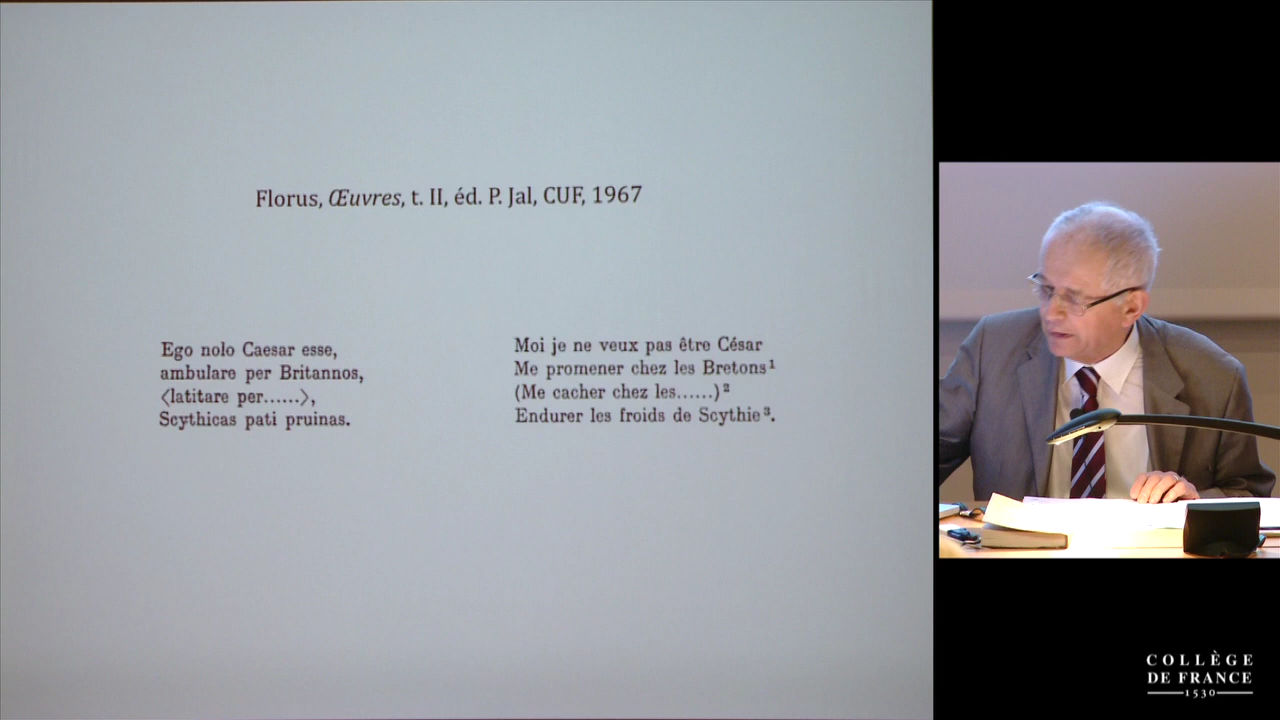 Florus, Œuvres, t. II, éd. P. Jal, CUF, 1967
Ego nolo Caesar esse,
ambulare per Britannos,
⟨latitare per......⟩,
Scythicas pati pruinas.
Moi je ne veux pas être César
Me promener chez les Bretons¹
(Me cacher chez les......)²
Endurer les froids de Scythie³.
COLLÈGE
DE FRANCE
1530